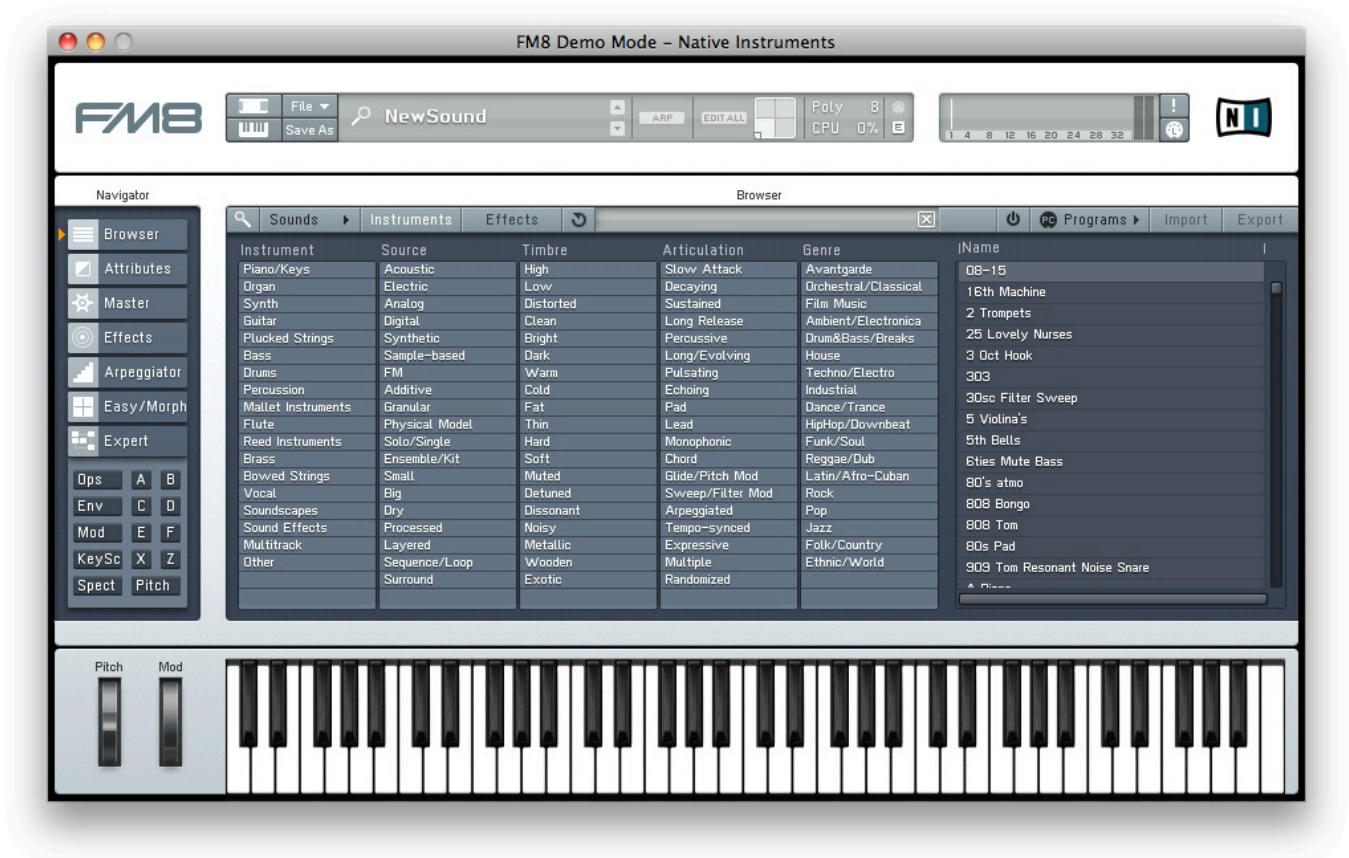 FM8 Demo Mode – Native Instruments
FM8
File
Save As
NewSound
ARP
EDIT ALL
Poly 8
CPU 0%
E
1 4 8 12 16 20 24 28 32
!
NI
Navigator
Browser
Attributes
Master
Effects
Arpeggiator
Easy/Morph
Expert
Ops A B
Env C D
Mod E F
KeySc X Z
Spect Pitch
Browser
Sounds Instruments Effects
PC Programs Import Export
Instrument
Piano/Keys
Organ
Synth
Guitar
Plucked Strings
Bass
Drums
Percussion
Mallet Instruments
Flute
Reed Instruments
Brass
Bowed Strings
Vocal
Soundscapes
Sound Effects
Multitrack
Other
Source
Acoustic
Electric
Analog
Digital
Synthetic
Sample-based
FM
Additive
Granular
Physical Model
Solo/Single
Ensemble/Kit
Small
Big
Dry
Processed
Layered
Sequence/Loop
Surround
Timbre
High
Low
Distorted
Clean
Bright
Dark
Warm
Cold
Fat
Thin
Hard
Soft
Muted
Detuned
Dissonant
Noisy
Metallic
Wooden
Exotic
Articulation
Slow Attack
Decaying
Sustained
Long Release
Percussive
Long/Evolving
Pulsating
Echoing
Pad
Lead
Monophonic
Chord
Glide/Pitch Mod
Sweep/Filter Mod
Arpeggiated
Tempo-synced
Expressive
Multiple
Randomized
Genre
Avantgarde
Orchestral/Classical
Film Music
Ambient/Electronica
Drum&Bass/Breaks
House
Techno/Electro
Industrial
Dance/Trance
HipHop/Downbeat
Funk/Soul
Reggae/Dub
Latin/Afro-Cuban
Rock
Pop
Jazz
Folk/Country
Ethnic/World
Name
08-15
16th Machine
2 Trompets
25 Lovely Nurses
3 Oct Hook
303
30sc Filter Sweep
5 Violina's
5th Bells
6ties Mute Bass
80's atmo
808 Bongo
808 Tom
80s Pad
909 Tom Resonant Noise Snare
Pitch Mod